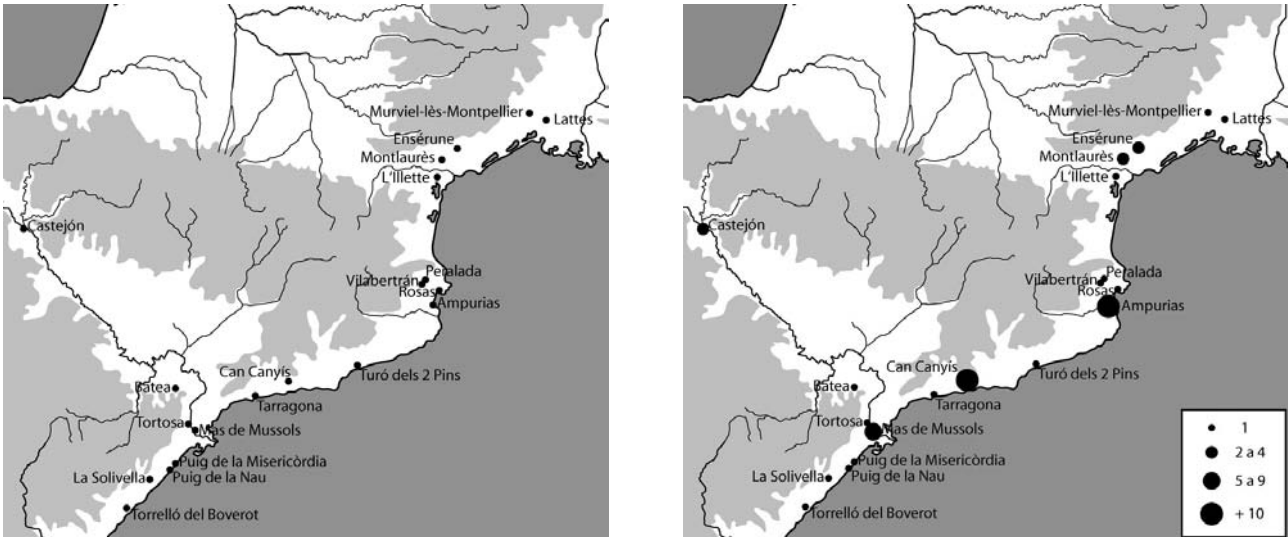 Murviel-lès-Montpellier
Lattes
Ensérune
Montlaurès
L'Illette
Castejón
Peralada
Vilabertrán
Rosas
Ampurias
Can Canyís
Turó dels 2 Pins
Batea
Tarragona
Tortosa
Mas de Mussols
Puig de la Misericòrdia
La Solivella
Puig de la Nau
Torrelló del Boverot
Murviel-lès-Montpellier
Lattes
Ensérune
Montlaurès
L'Illette
Castejón
Peralada
Vilabertrán
Rosas
Ampurias
Can Canyís
Turó dels 2 Pins
Batea
Tarragona
Tortosa
Mas de Mussols
Puig de la Misericòrdia
La Solivella
Puig de la Nau
Torrelló del Boverot
1
2 a 4
5 a 9
+ 10